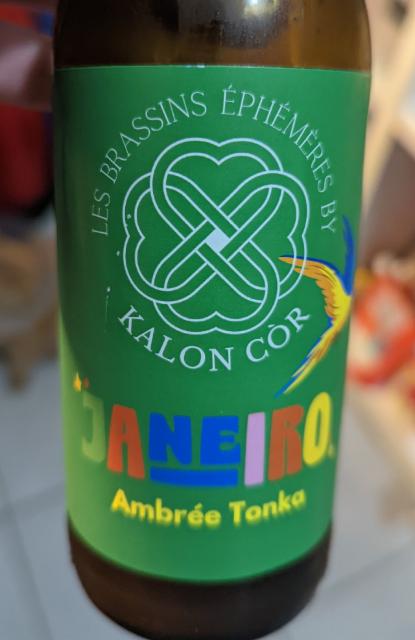 LES BRASSINS ÉPHÉMÈRES BY
KALON CÒR
JANEIRO
Ambrée Tonka